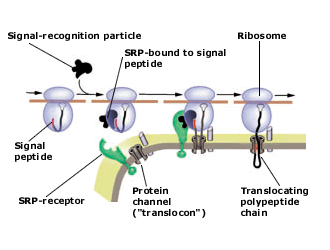 Signal-recognition particle
Ribosome
SRP-bound to signal
peptide
Signal
peptide
SRP-receptor
Protein
channel
("translocon")
Translocating
polypeptide
chain